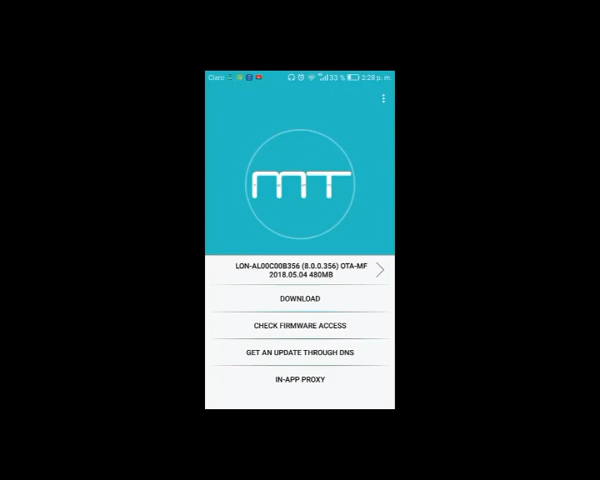 Claro 33 % 2:28 p. m.
MT
LON-AL00C00B356 (8.0.0.356) OTA-MF
2018.05.04 480MB
DOWNLOAD
CHECK FIRMWARE ACCESS
GET AN UPDATE THROUGH DNS
IN-APP PROXY